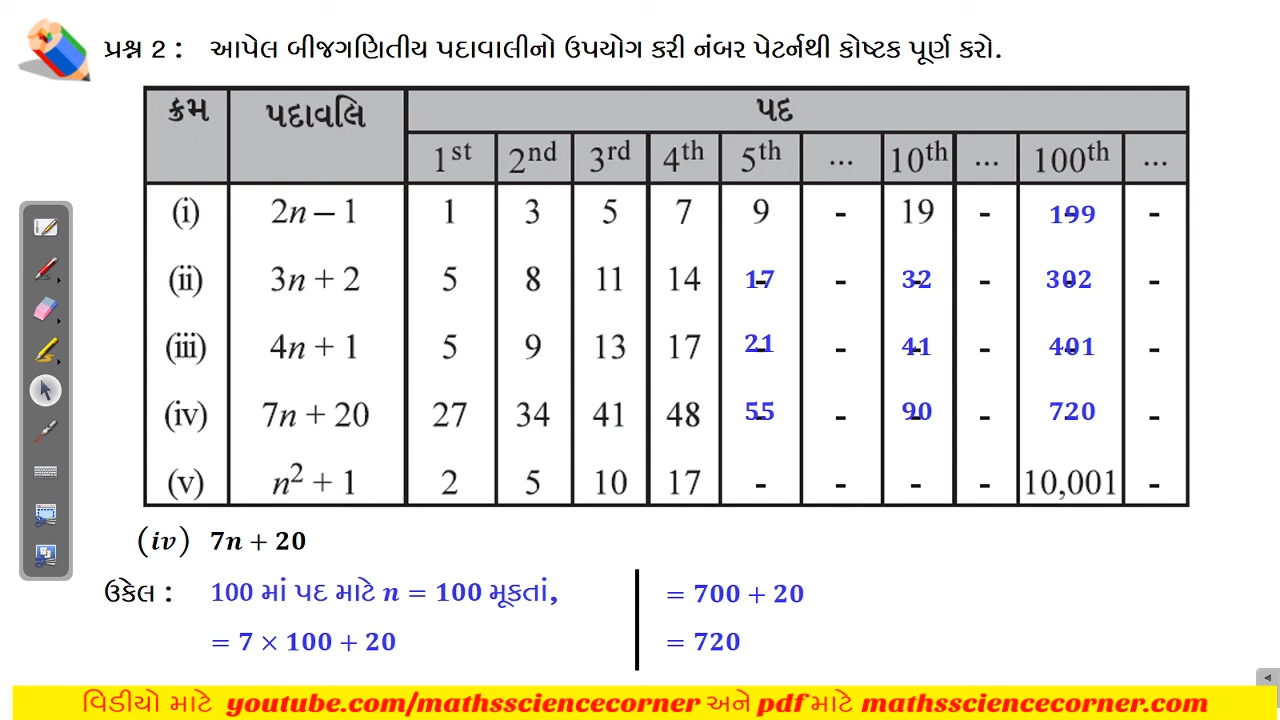 પ્રશ્ન 2 : આપેલ બીજગણિતીય પદાવાલીનો ઉપયોગ કરી નંબર પેટર્નથી કોષ્ટક પૂર્ણ કરો.
ક્રમ પદાવલિ પદ
1st 2nd 3rd 4th 5th ... 10th ... 100th ...
(i) 2n – 1 1 3 5 7 9 - 19 - 199 -
(ii) 3n + 2 5 8 11 14 17 - 32 - 302 -
(iii) 4n + 1 5 9 13 17 21 - 41 - 401 -
(iv) 7n + 20 27 34 41 48 55 - 90 - 720 -
(v) n² + 1 2 5 10 17 - - - - 10,001 -
(iv) 7n + 20
ઉકેલ : 100 માં પદ માટે n = 100 મૂકતાં,
= 7 × 100 + 20
= 700 + 20
= 720
વિડીયો માટે youtube.com/mathssciencecorner અને pdf માટે mathssciencecorner.com